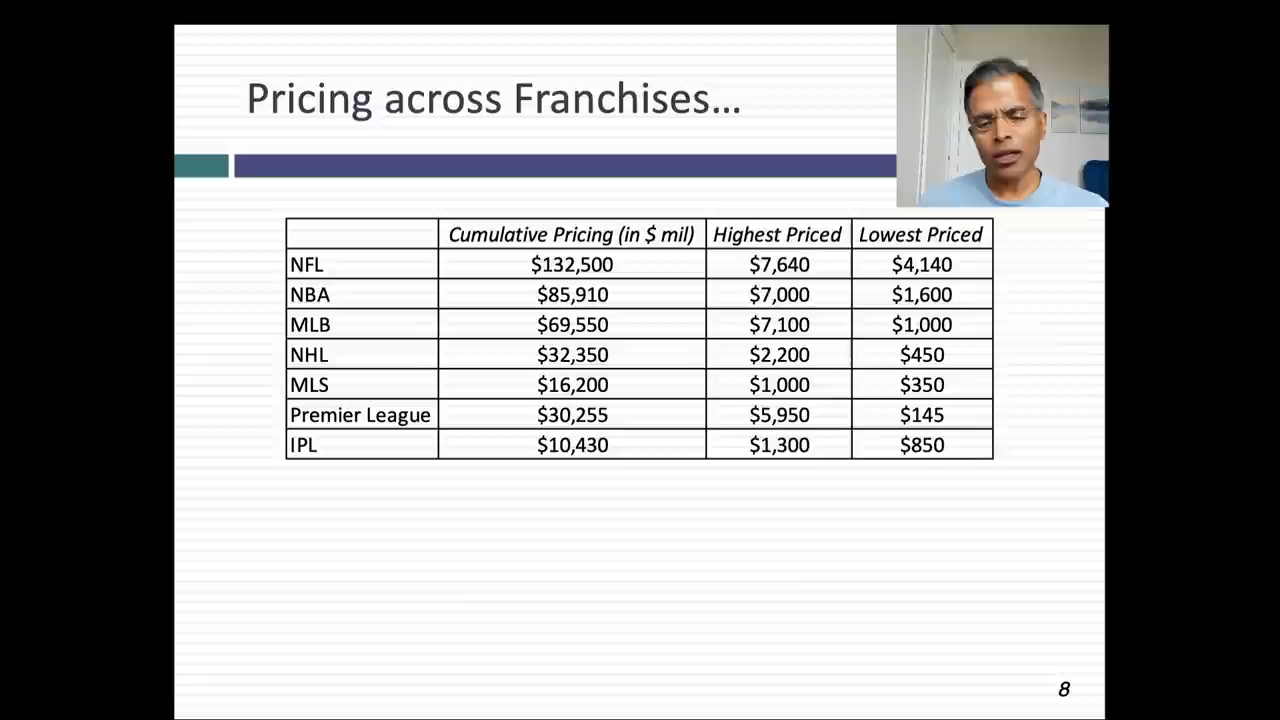 Pricing across Franchises...
Cumulative Pricing (in $ mil) Highest Priced Lowest Priced
NFL $132,500 $7,640 $4,140
NBA $85,910 $7,000 $1,600
MLB $69,550 $7,100 $1,000
NHL $32,350 $2,200 $450
MLS $16,200 $1,000 $350
Premier League $30,255 $5,950 $145
IPL $10,430 $1,300 $850
8